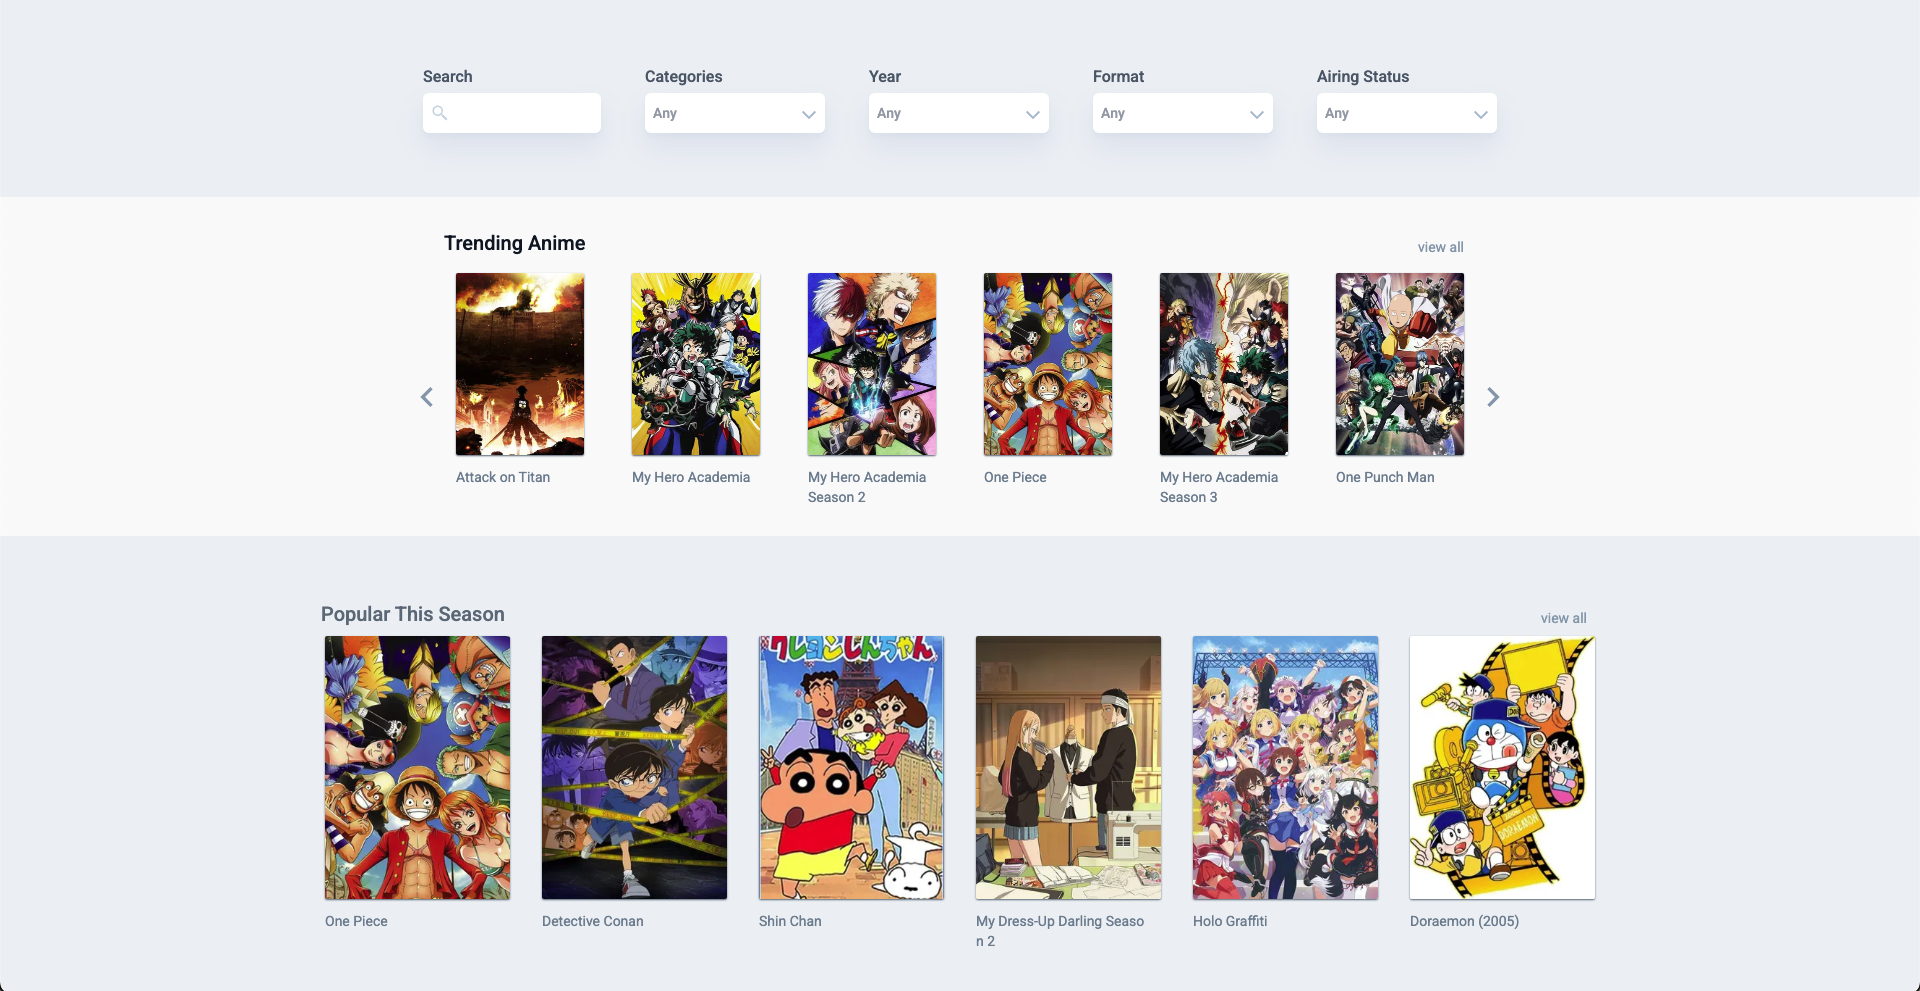 Search
Categories
Year
Format
Airing Status
Any
Any
Any
Any
Trending Anime
view all
Attack on Titan
My Hero Academia
My Hero Academia
Season 2
One Piece
My Hero Academia
Season 3
One Punch Man
Popular This Season
view all
クレヨンしんちゃん
One Piece
Detective Conan
Shin Chan
My Dress-Up Darling Seaso
n 2
Holo Graffiti
Doraemon (2005)